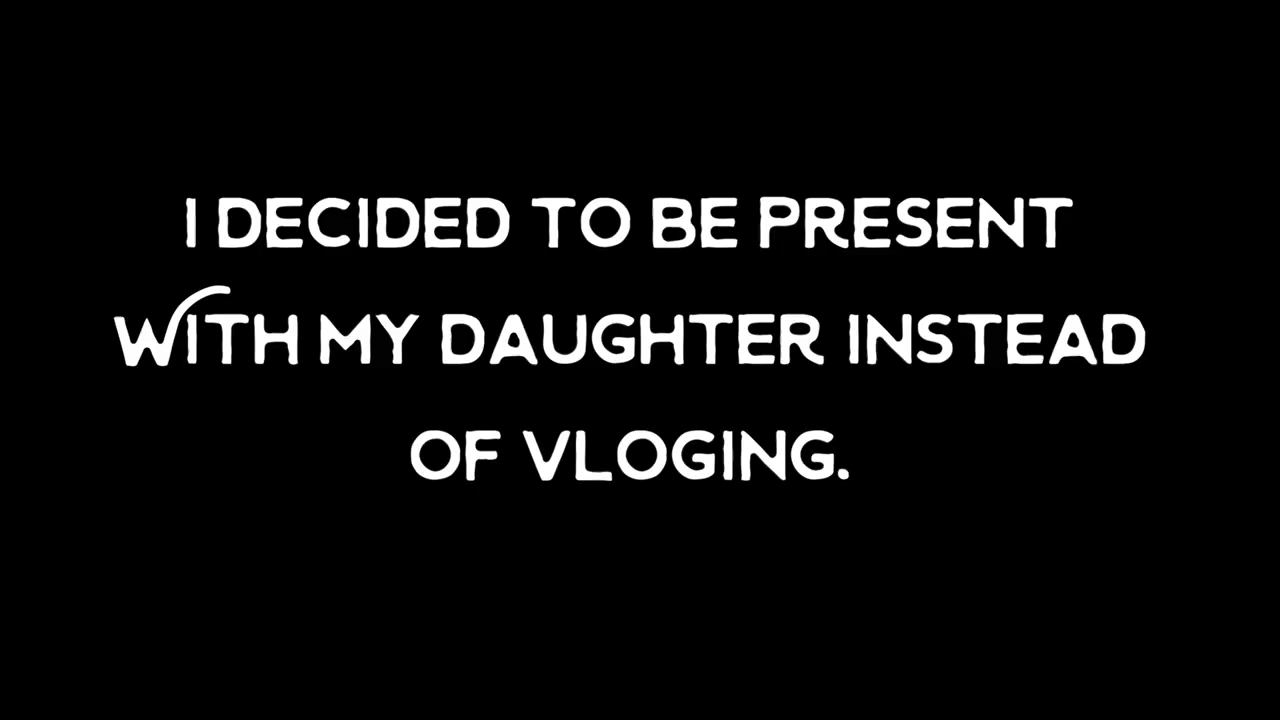 I DECIDED TO BE PRESENT
WITH MY DAUGHTER INSTEAD
OF VLOGING.